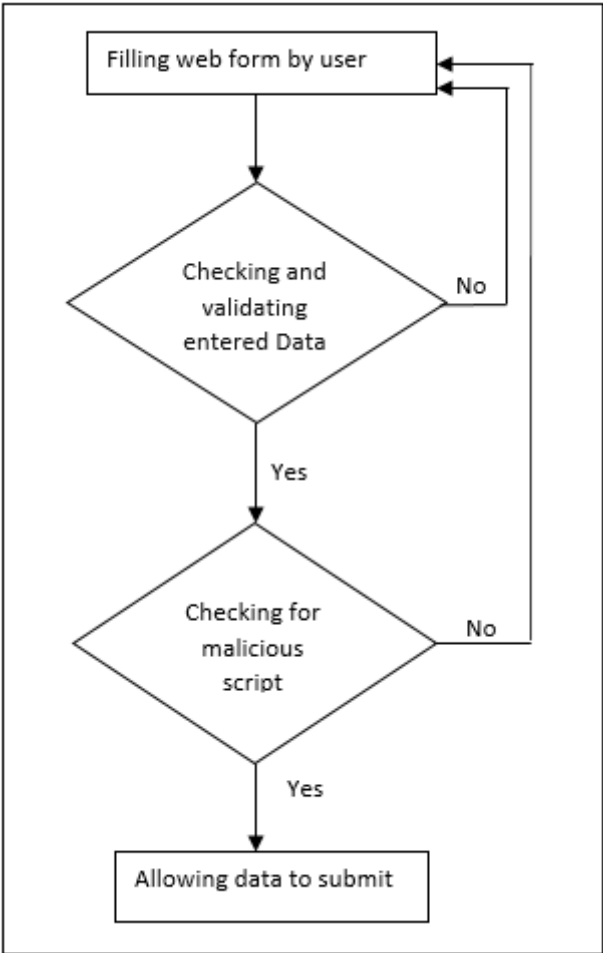 Filling web form by user
Checking and
validating
entered Data
No
Yes
Checking for
malicious
script
No
Yes
Allowing data to submit